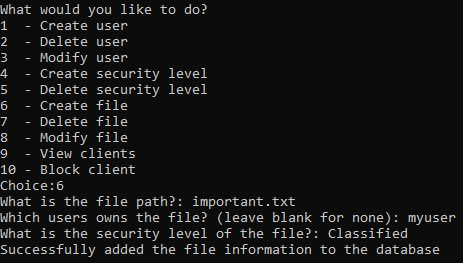 What would you like to do?
1  - Create user
2  - Delete user
3  - Modify user
4  - Create security level
5  - Delete security level
6  - Create file
7  - Delete file
8  - Modify file
9  - View clients
10 - Block client
Choice:6
What is the file path?: important.txt
Which users owns the file? (leave blank for none): myuser
What is the security level of the file?: Classified
Successfully added the file information to the database